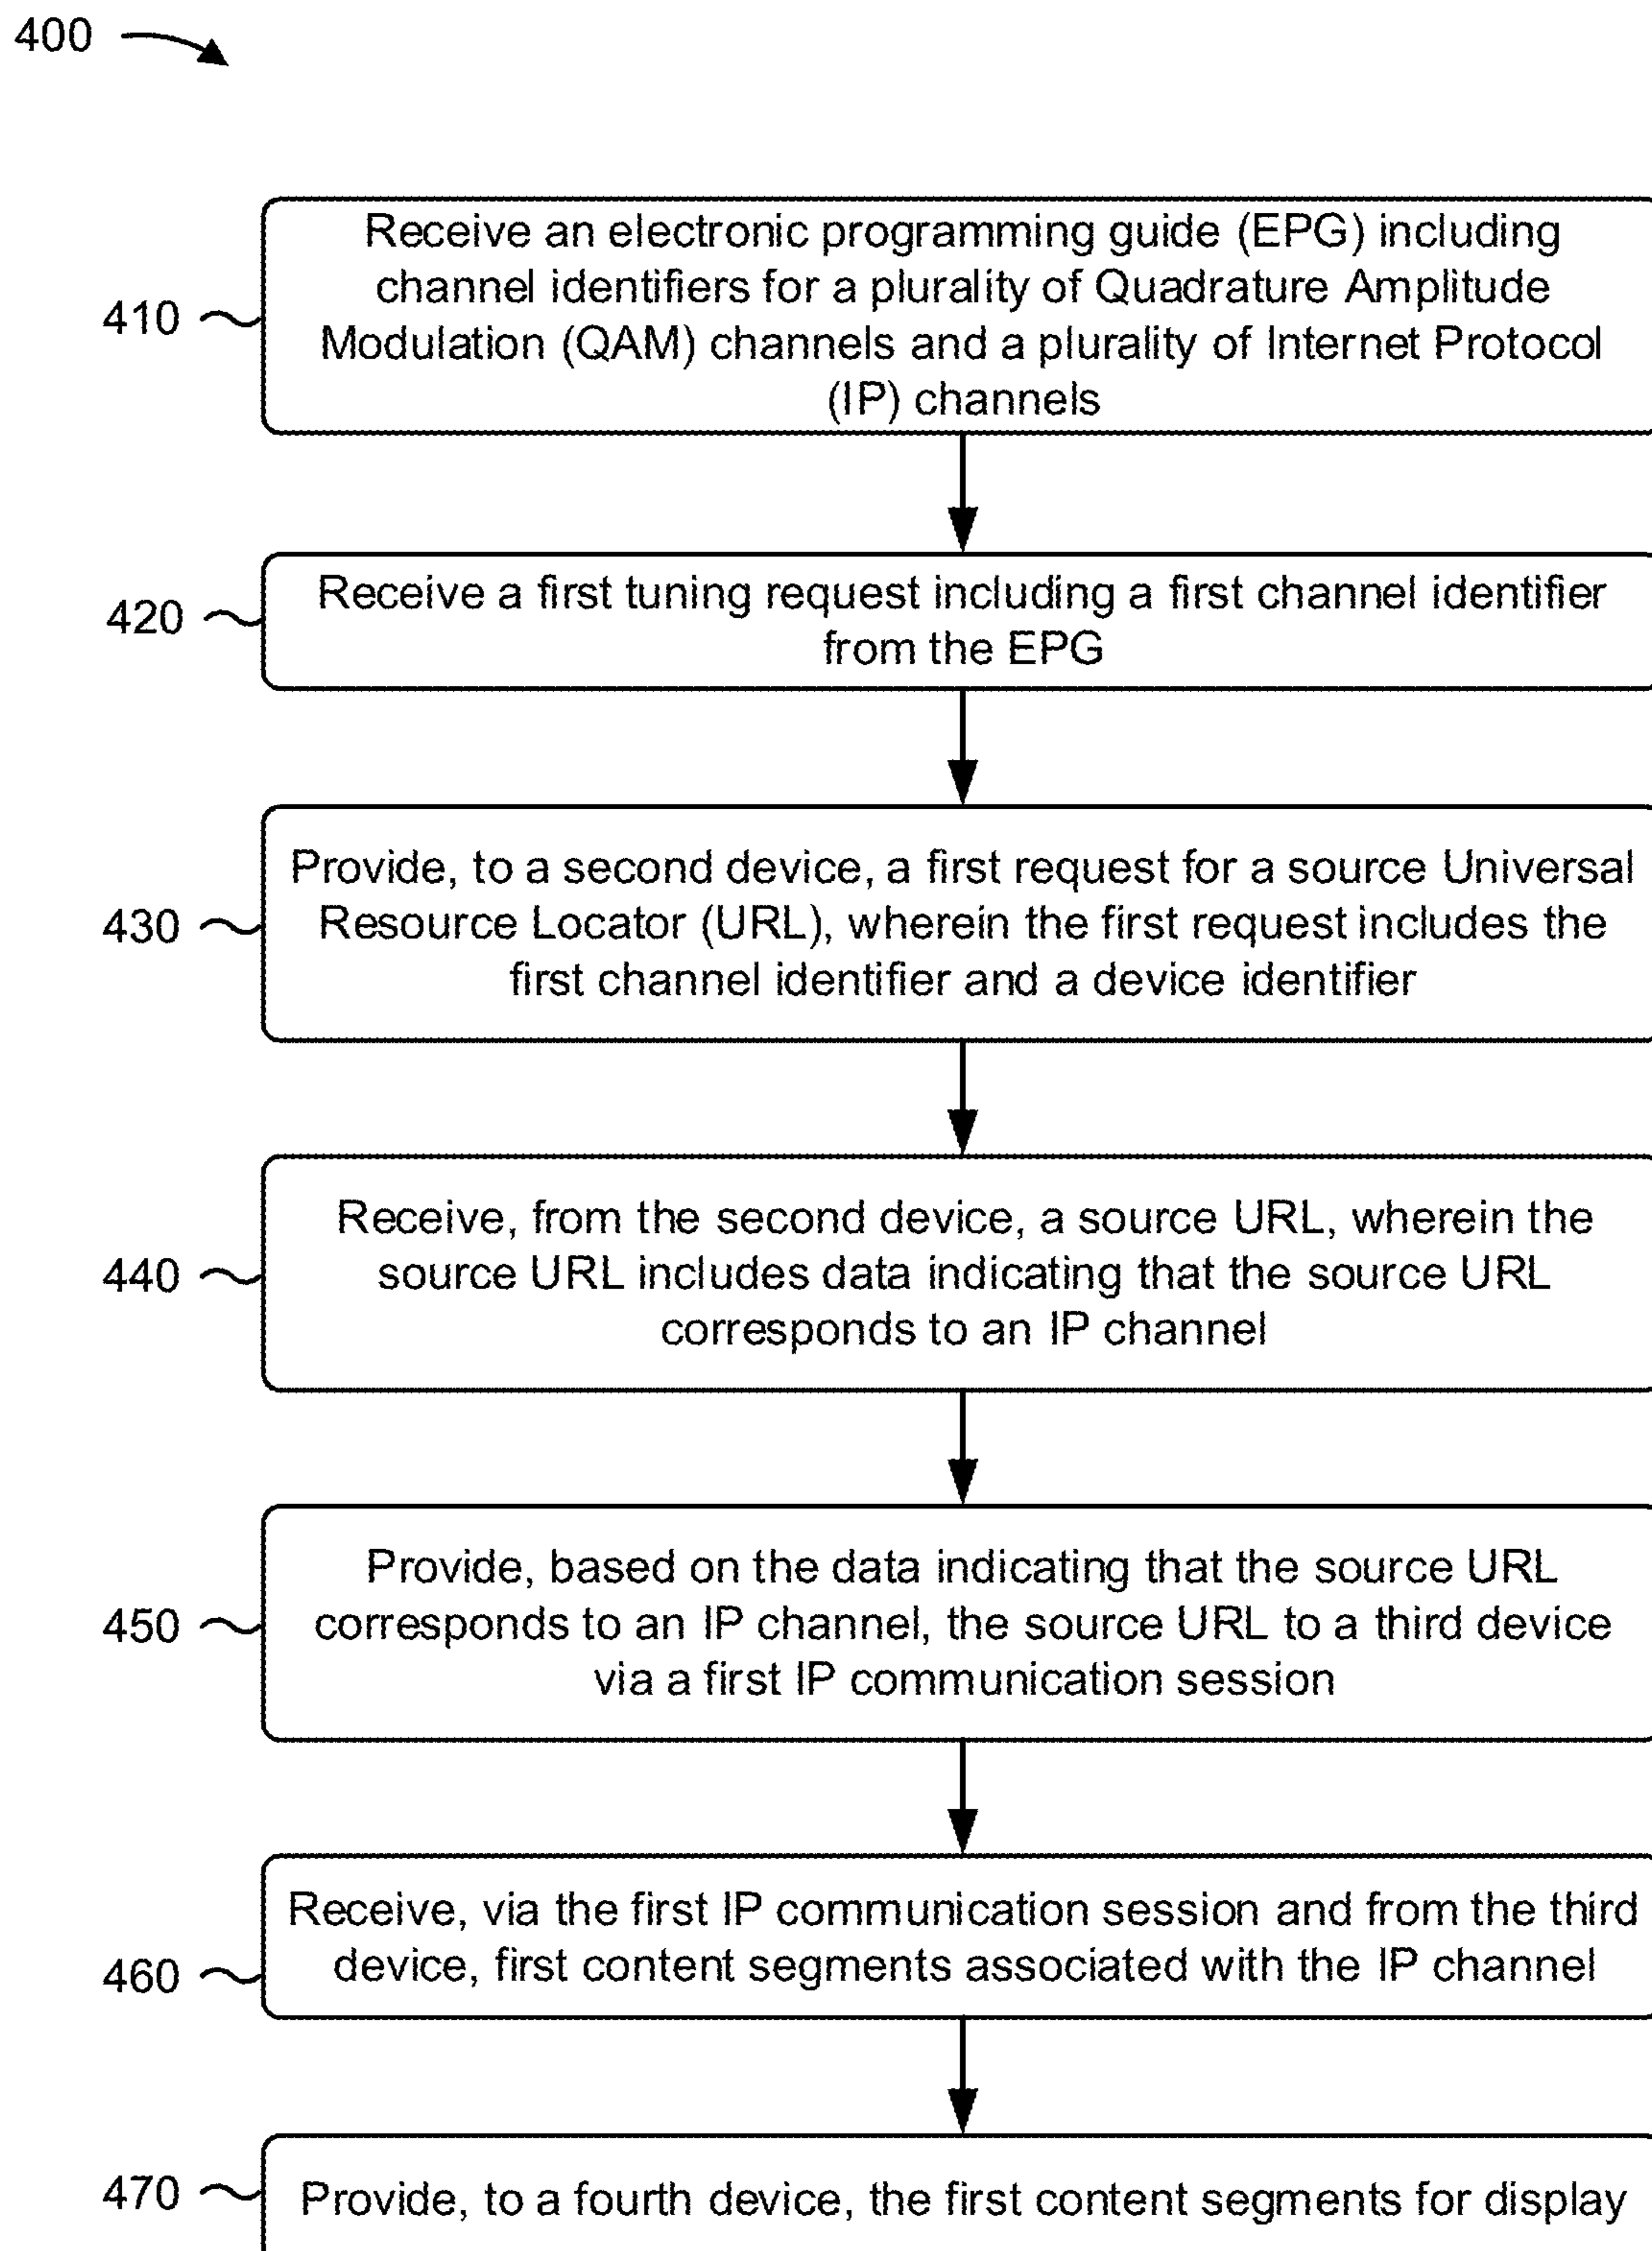 400
Receive an electronic programming guide (EPG) including
channel identifiers for a plurality of Quadrature Amplitude
Modulation (QAM) channels and a plurality of Internet Protocol
(IP) channels
410
Receive a first tuning request including a first channel identifier
from the EPG
420
Provide, to a second device, a first request for a source Universal
Resource Locator (URL), wherein the first request includes the
first channel identifier and a device identifier
430
Receive, from the second device, a source URL, wherein the
source URL includes data indicating that the source URL
corresponds to an IP channel
440
Provide, based on the data indicating that the source URL
corresponds to an IP channel, the source URL to a third device
via a first IP communication session
450
Receive, via the first IP communication session and from the third
device, first content segments associated with the IP channel
460
Provide, to a fourth device, the first content segments for display
470